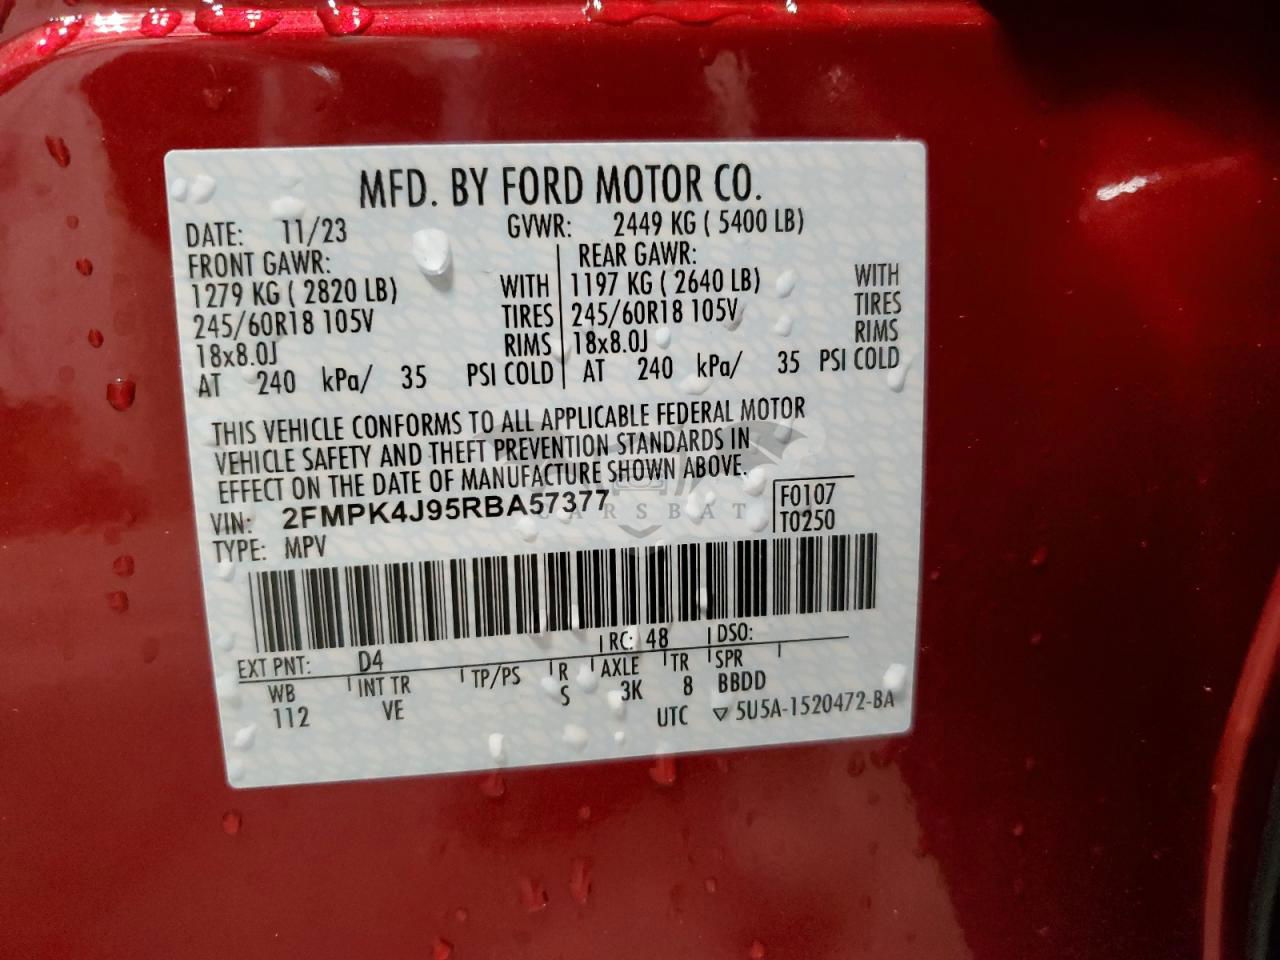 MFD. BY FORD MOTOR CO.
DATE: 11/23 GVWR: 2449 KG ( 5400 LB)
FRONT GAWR: REAR GAWR:
1279 KG ( 2820 LB) WITH 1197 KG ( 2640 LB) WITH
245/60R18 105V TIRES 245/60R18 105V TIRES
18x8.0J RIMS 18x8.0J RIMS
AT 240 kPa/ 35 PSI COLD AT 240 kPa/ 35 PSI COLD
THIS VEHICLE CONFORMS TO ALL APPLICABLE FEDERAL MOTOR
VEHICLE SAFETY AND THEFT PREVENTION STANDARDS IN
EFFECT ON THE DATE OF MANUFACTURE SHOWN ABOVE.
VIN: 2FMPK4J95RBA57377 F0107
CARSBAT
TYPE: MPV T0250
RC: 48 DSO:
EXT PNT: D4
WB INT TR TP/PS R AXLE TR SPR
112 VE S 3K 8 BBDD
UTC ▽ 5U5A-1520472-BA